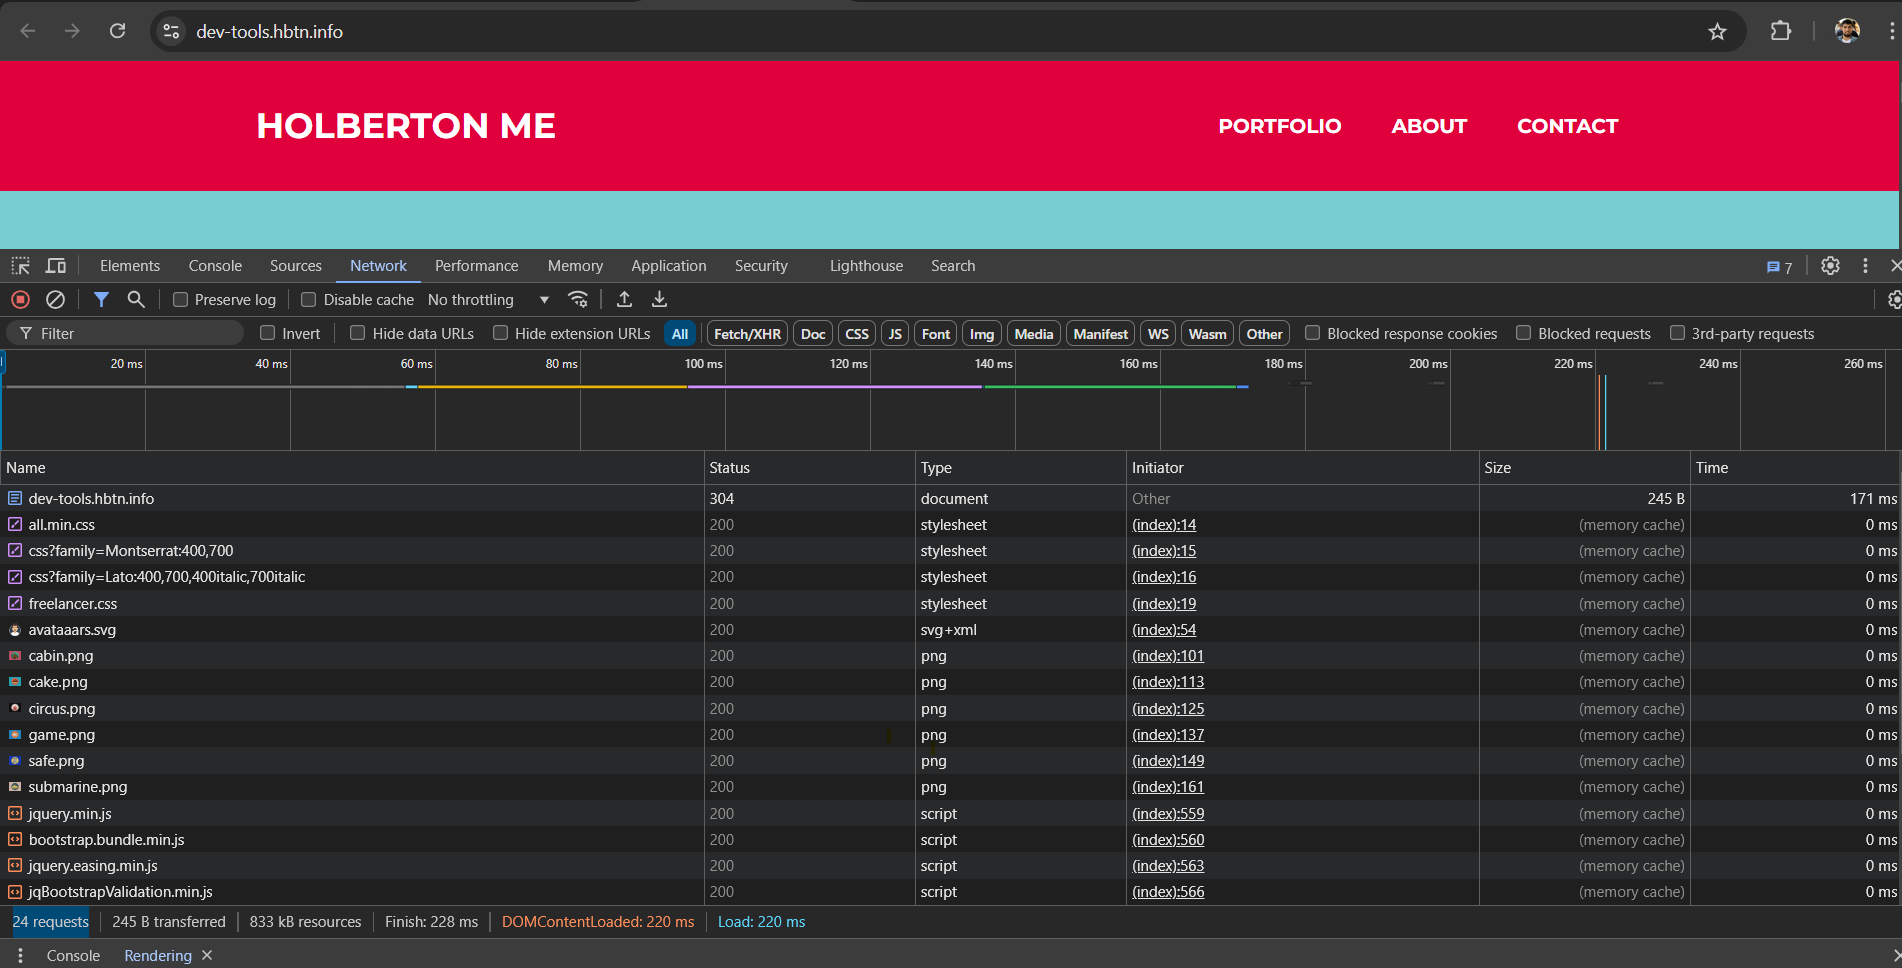 dev-tools.hbtn.info
HOLBERTON ME
PORTFOLIO ABOUT CONTACT
Elements Console Sources Network Performance Memory Application Security Lighthouse Search 7
Preserve log Disable cache No throttling
Filter Invert Hide data URLs Hide extension URLs All Fetch/XHR Doc CSS JS Font Img Media Manifest WS Wasm Other Blocked response cookies Blocked requests 3rd-party requests
20 ms 40 ms 60 ms 80 ms 100 ms 120 ms 140 ms 160 ms 180 ms 200 ms 220 ms 240 ms 260 ms
Name Status Type Initiator Size Time
dev-tools.hbtn.info 304 document Other 245 B 171 ms
all.min.css 200 stylesheet (index):14 (memory cache) 0 ms
css?family=Montserrat:400,700 200 stylesheet (index):15 (memory cache) 0 ms
css?family=Lato:400,700,400italic,700italic 200 stylesheet (index):16 (memory cache) 0 ms
freelancer.css 200 stylesheet (index):19 (memory cache) 0 ms
avataaars.svg 200 svg+xml (index):54 (memory cache) 0 ms
cabin.png 200 png (index):101 (memory cache) 0 ms
cake.png 200 png (index):113 (memory cache) 0 ms
circus.png 200 png (index):125 (memory cache) 0 ms
game.png 200 png (index):137 (memory cache) 0 ms
safe.png 200 png (index):149 (memory cache) 0 ms
submarine.png 200 png (index):161 (memory cache) 0 ms
jquery.min.js 200 script (index):559 (memory cache) 0 ms
bootstrap.bundle.min.js 200 script (index):560 (memory cache) 0 ms
jquery.easing.min.js 200 script (index):563 (memory cache) 0 ms
jqBootstrapValidation.min.js 200 script (index):566 (memory cache) 0 ms
24 requests 245 B transferred 833 kB resources Finish: 228 ms DOMContentLoaded: 220 ms Load: 220 ms
Console Rendering